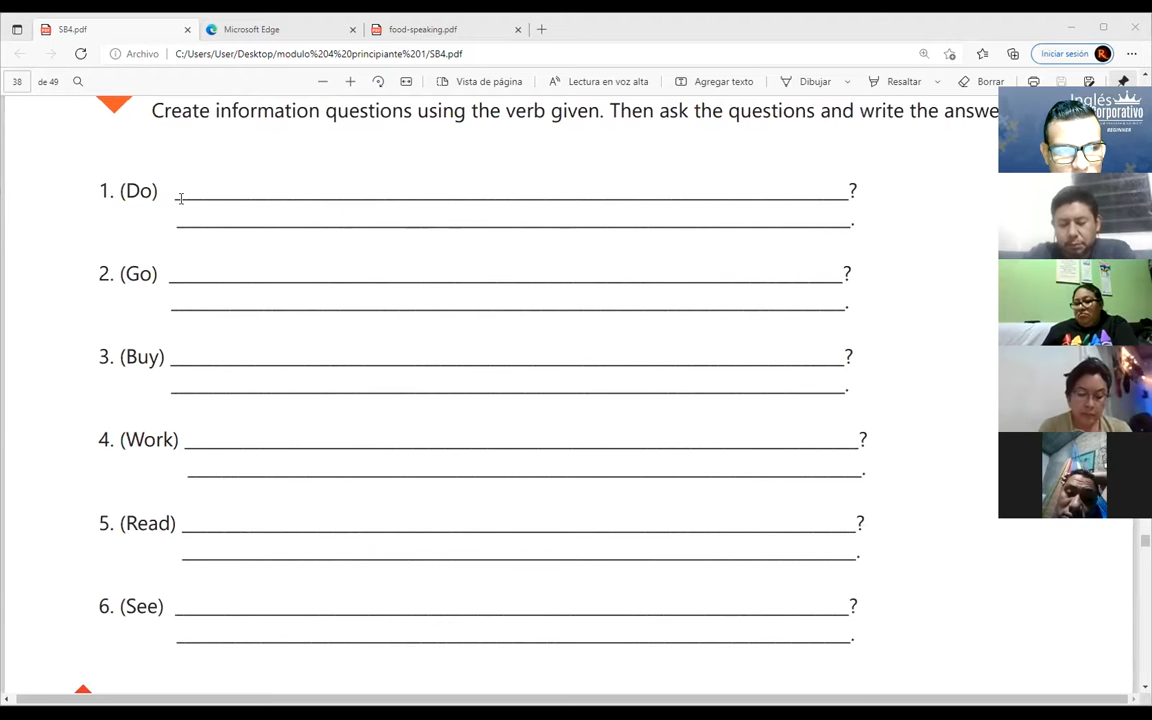 SB4.pdf
Microsoft Edge
food-speaking.pdf
Archivo
C:/Users/User/Desktop/modulo%204%20principiante%201/SB4.pdf
Iniciar sesión
R
38 de 49
Vista de página
Lectura en voz alta
Agregar texto
Dibujar
Resaltar
Borrar
Create information questions using the verb given. Then ask the questions and write the answe
Inglés
orporativo
BEGINNER
1. (Do) ?
.
2. (Go) ?
.
3. (Buy) ?
.
4. (Work) ?
.
5. (Read) ?
.
6. (See) ?
.